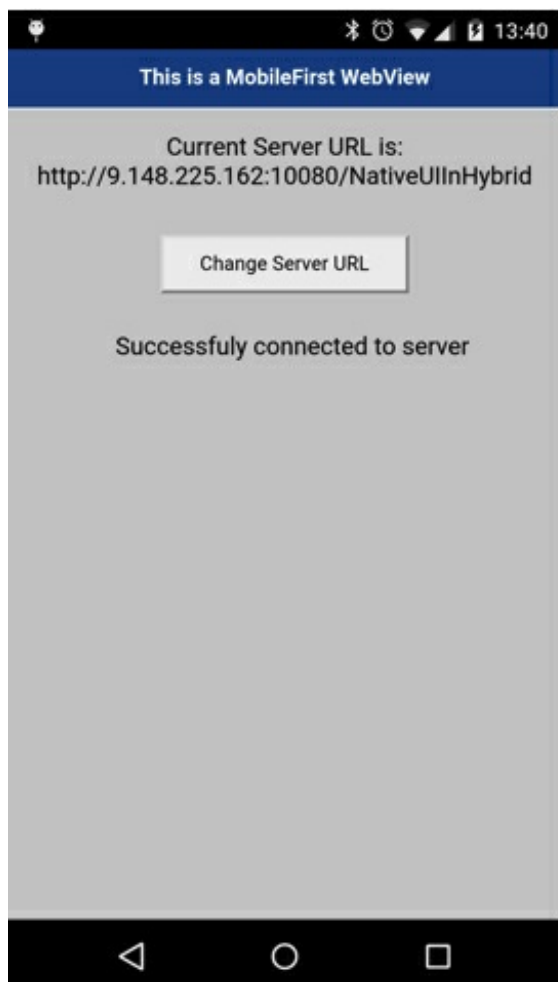 13:40
This is a MobileFirst WebView
Current Server URL is:
http://9.148.225.162:10080/NativeUIInHybrid
Change Server URL
Successfuly connected to server